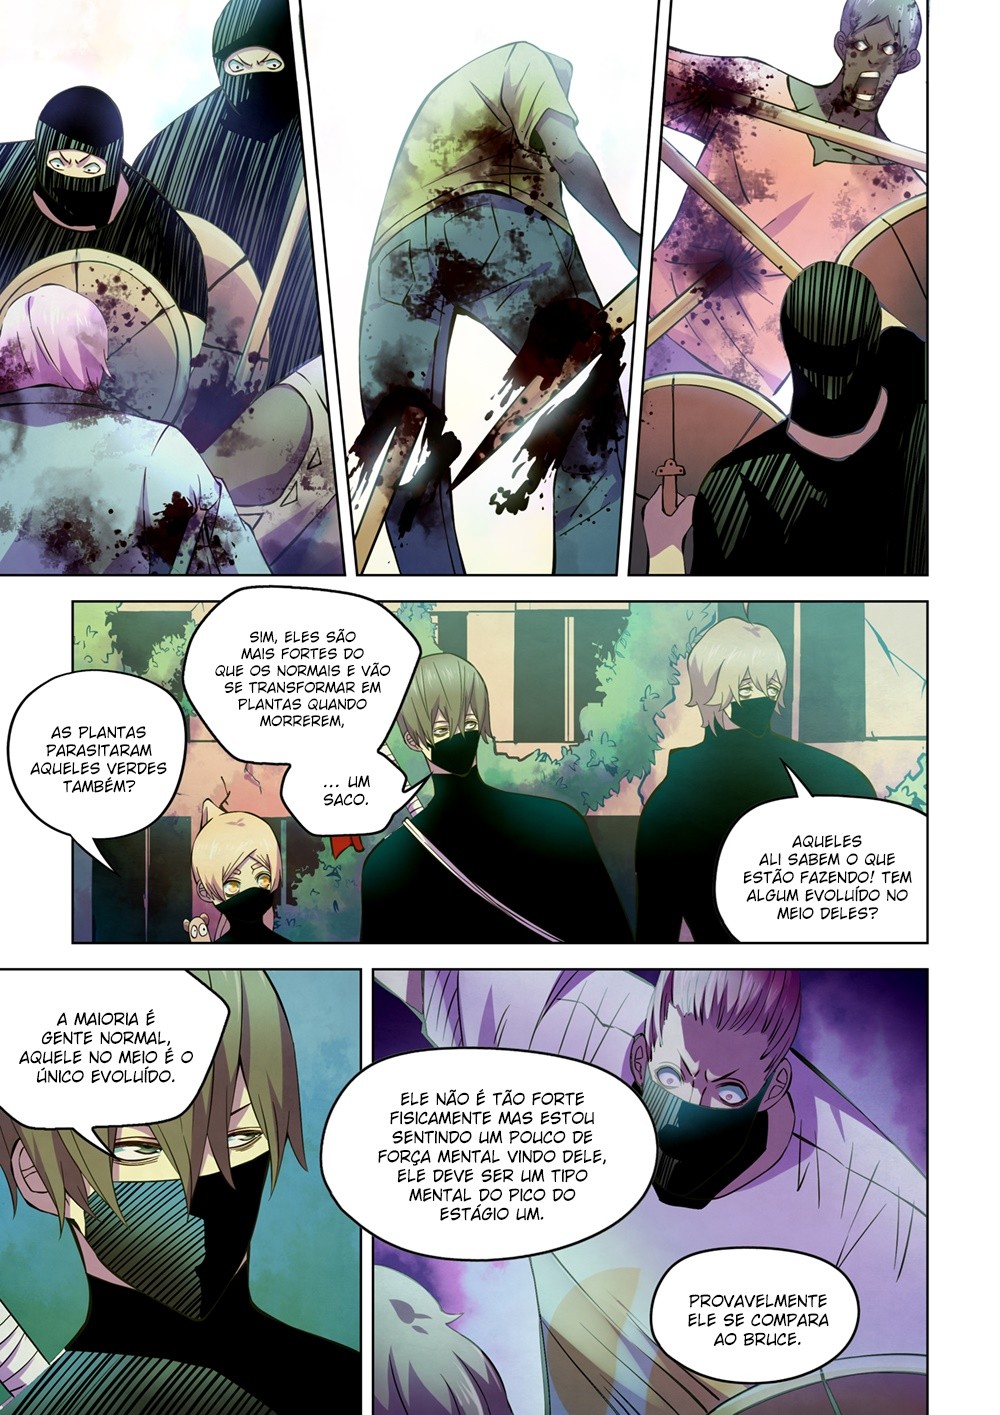 AS PLANTAS
PARASITARAM
AQUELES VERDES
TAMBÉM?
SIM, ELES SÃO
MAIS FORTES DO
QUE OS NORMAIS E VÃO
SE TRANSFORMAR EM
PLANTAS QUANDO
MORREREM,
... UM
SACO.
AQUELES
ALI SABEM O QUE
ESTÃO FAZENDO! TEM
ALGUM EVOLUÍDO NO
MEIO DELES?
A MAIORIA É
GENTE NORMAL,
AQUELE NO MEIO É O
ÚNICO EVOLUÍDO.
ELE NÃO É TÃO FORTE
FISICAMENTE MAS ESTOU
SENTINDO UM POUCO DE
FORÇA MENTAL VINDO DELE,
ELE DEVE SER UM TIPO
MENTAL DO PICO DO
ESTÁGIO UM.
PROVAVELMENTE
ELE SE COMPARA
AO BRUCE.